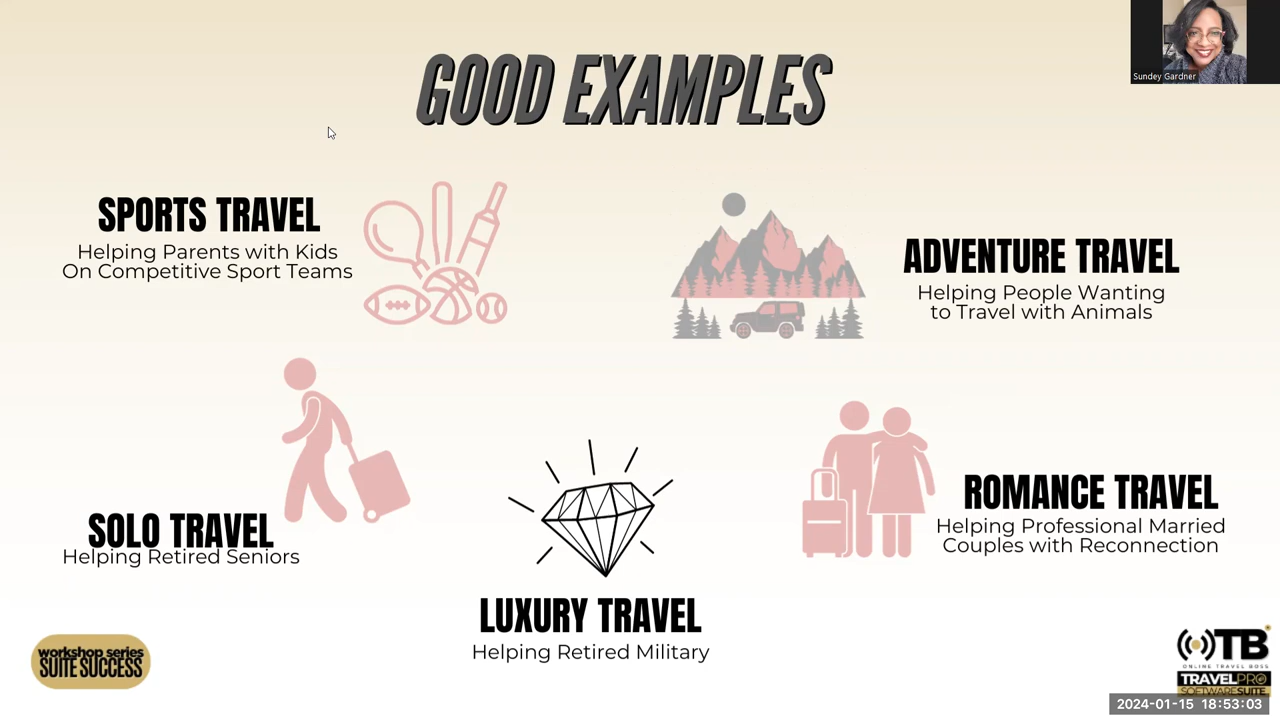 Sundey Gardner
GOOD EXAMPLES
SPORTS TRAVEL
Helping Parents with Kids
On Competitive Sport Teams
ADVENTURE TRAVEL
Helping People Wanting
to Travel with Animals
SOLO TRAVEL
Helping Retired Seniors
ROMANCE TRAVEL
Helping Professional Married
Couples with Reconnection
LUXURY TRAVEL
Helping Retired Military
workshop series
SUITE SUCCESS
OTB
ONLINE TRAVEL BOSS
TRAVELPRO
SOFTWARESUITE
2024-01-15 18:53:03